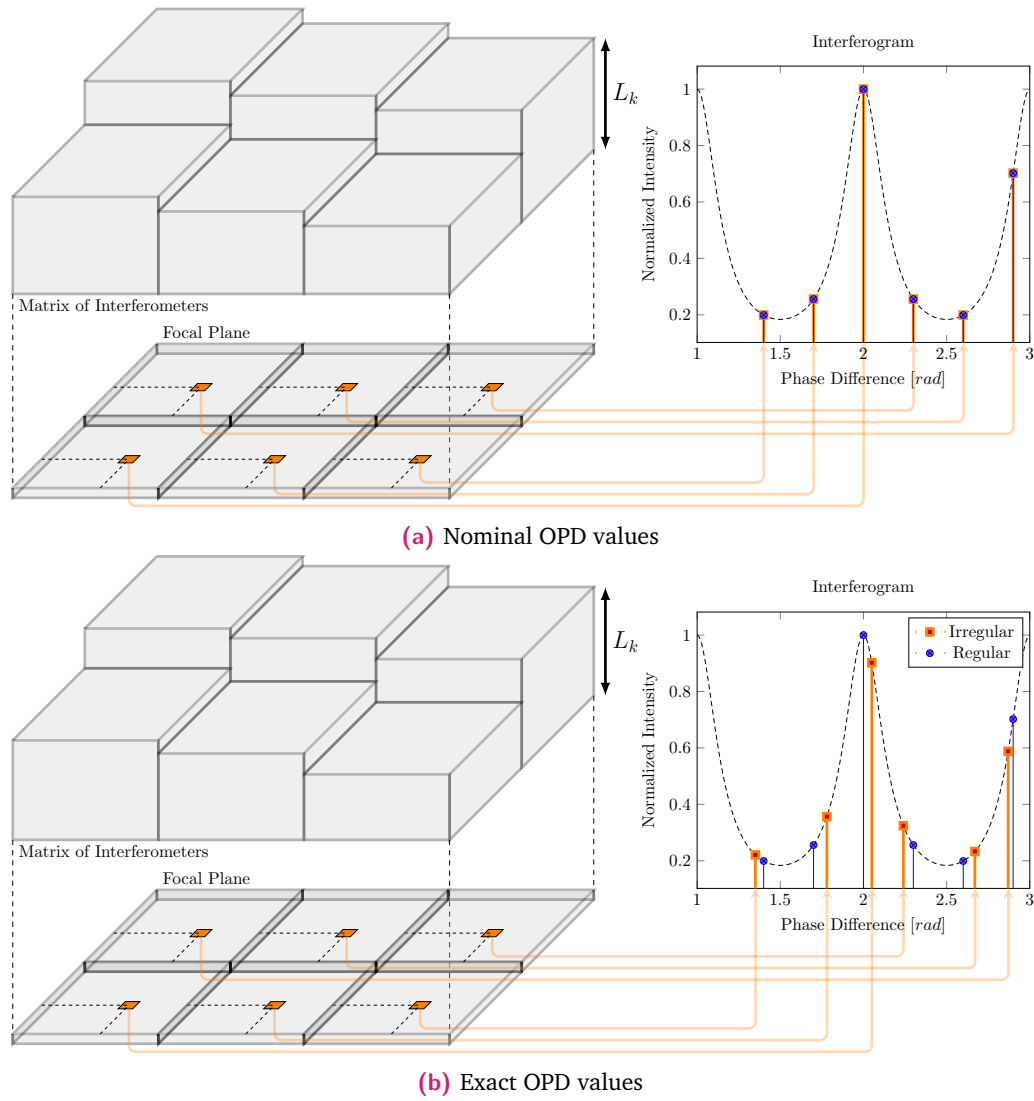 Interferogram
L_k
Normalized Intensity
1
0.8
0.6
0.4
0.2
1
1.5
2
2.5
3
Phase Difference [rad]
Matrix of Interferometers
Focal Plane
(a) Nominal OPD values
Interferogram
L_k
Irregular
Regular
Normalized Intensity
1
0.8
0.6
0.4
0.2
1
1.5
2
2.5
3
Phase Difference [rad]
Matrix of Interferometers
Focal Plane
(b) Exact OPD values